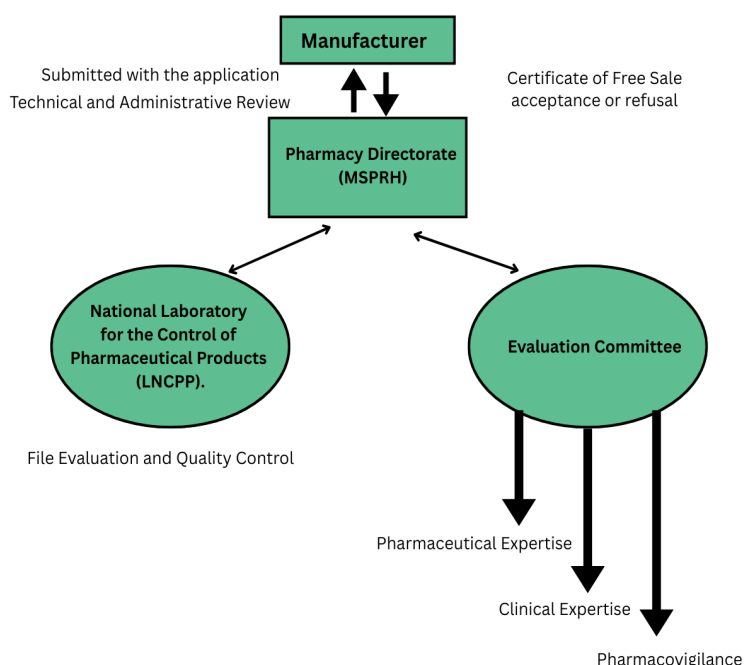 Manufacturer
Submitted with the application
Technical and Administrative Review
Certificate of Free Sale
acceptance or refusal
Pharmacy Directorate
(MSPRH)
National Laboratory
for the Control of
Pharmaceutical Products
(LNCPP).
Evaluation Committee
File Evaluation and Quality Control
Pharmaceutical Expertise
Clinical Expertise
Pharmacovigilance